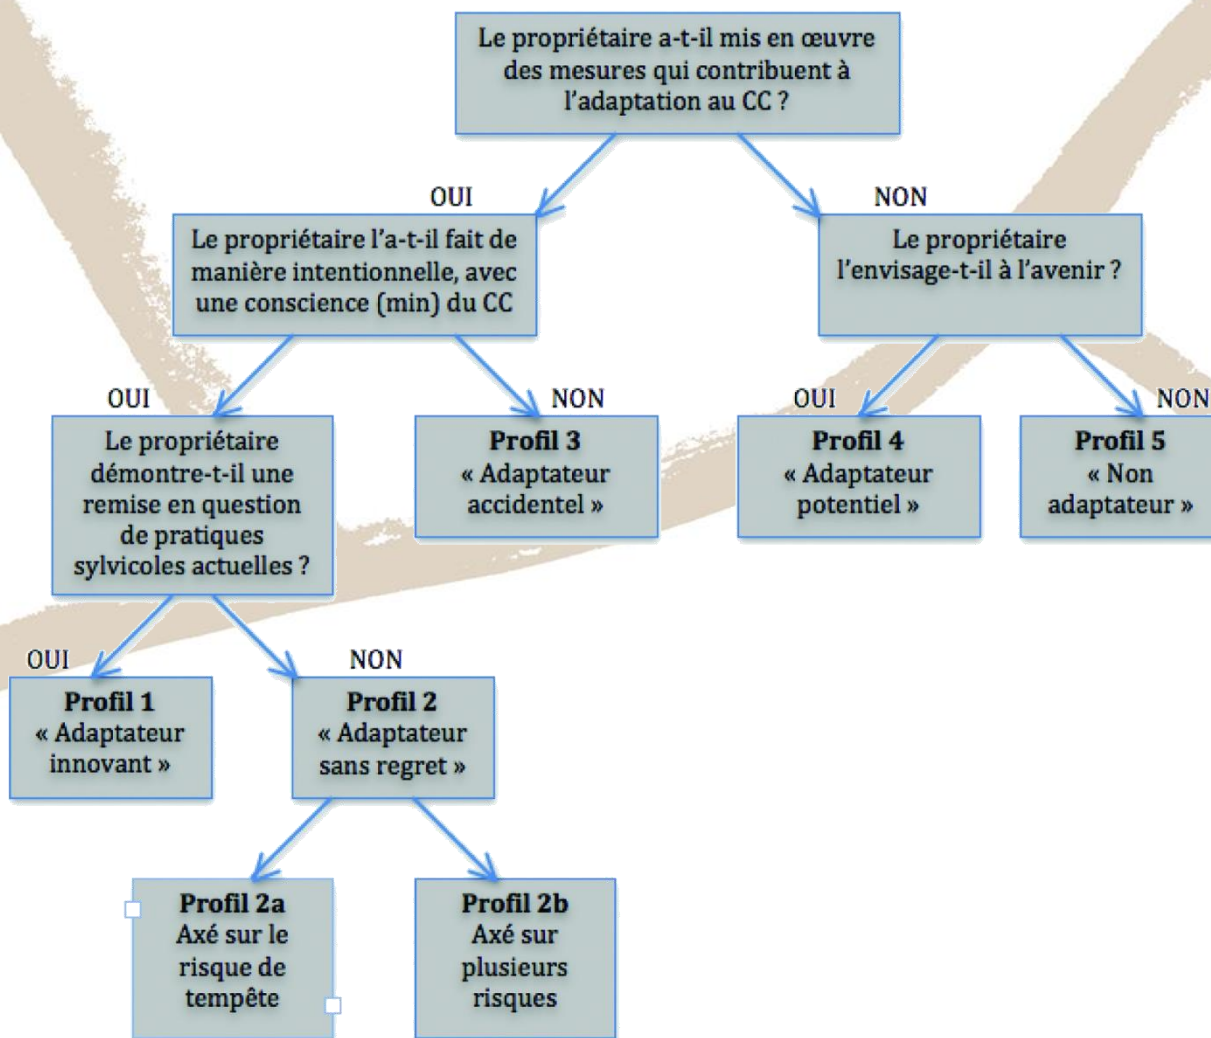 Le propriétaire a-t-il mis en œuvre
des mesures qui contribuent à
l'adaptation au CC ?
OUI
NON
Le propriétaire l'a-t-il fait de
manière intentionnelle, avec
une conscience (min) du CC
Le propriétaire
l'envisage-t-il à l'avenir ?
OUI
NON
OUI
NON
Le propriétaire
démontre-t-il une
remise en question
de pratiques
sylvicoles actuelles ?
Profil 3
« Adaptateur
accidentel »
Profil 4
« Adaptateur
potentiel »
Profil 5
« Non
adaptateur »
OUI
NON
Profil 1
« Adaptateur
innovant »
Profil 2
« Adaptateur
sans regret »
Profil 2a
Axé sur le
risque de
tempête
Profil 2b
Axé sur
plusieurs
risques